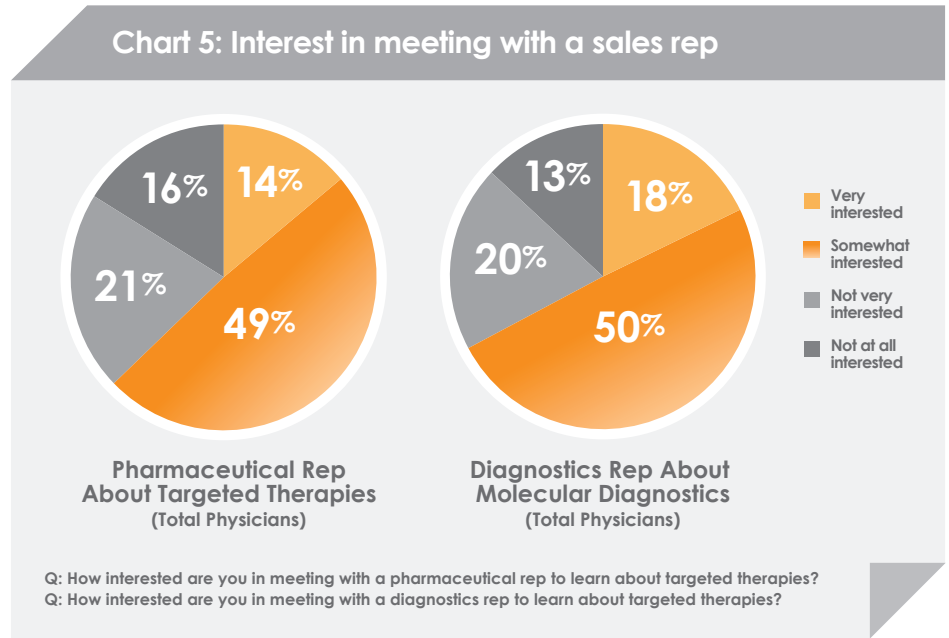 Chart 5: Interest in meeting with a sales rep
16%
14%
21%
49%
13%
18%
20%
50%
Very
interested
Somewhat
interested
Not very
interested
Not at all
interested
Pharmaceutical Rep
About Targeted Therapies
(Total Physicians)
Diagnostics Rep About
Molecular Diagnostics
(Total Physicians)
Q: How interested are you in meeting with a pharmaceutical rep to learn about targeted therapies?
Q: How interested are you in meeting with a diagnostics rep to learn about targeted therapies?